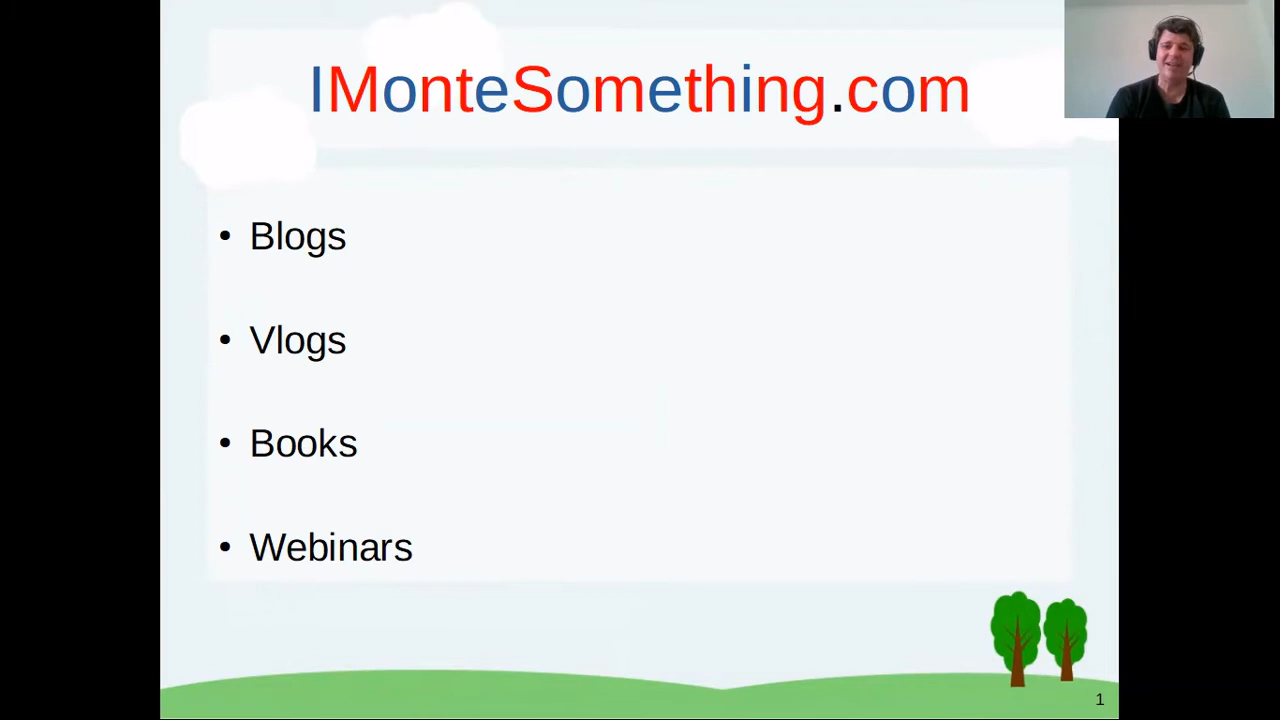 IMonteSomething.com
• Blogs
• Vlogs
• Books
• Webinars
1